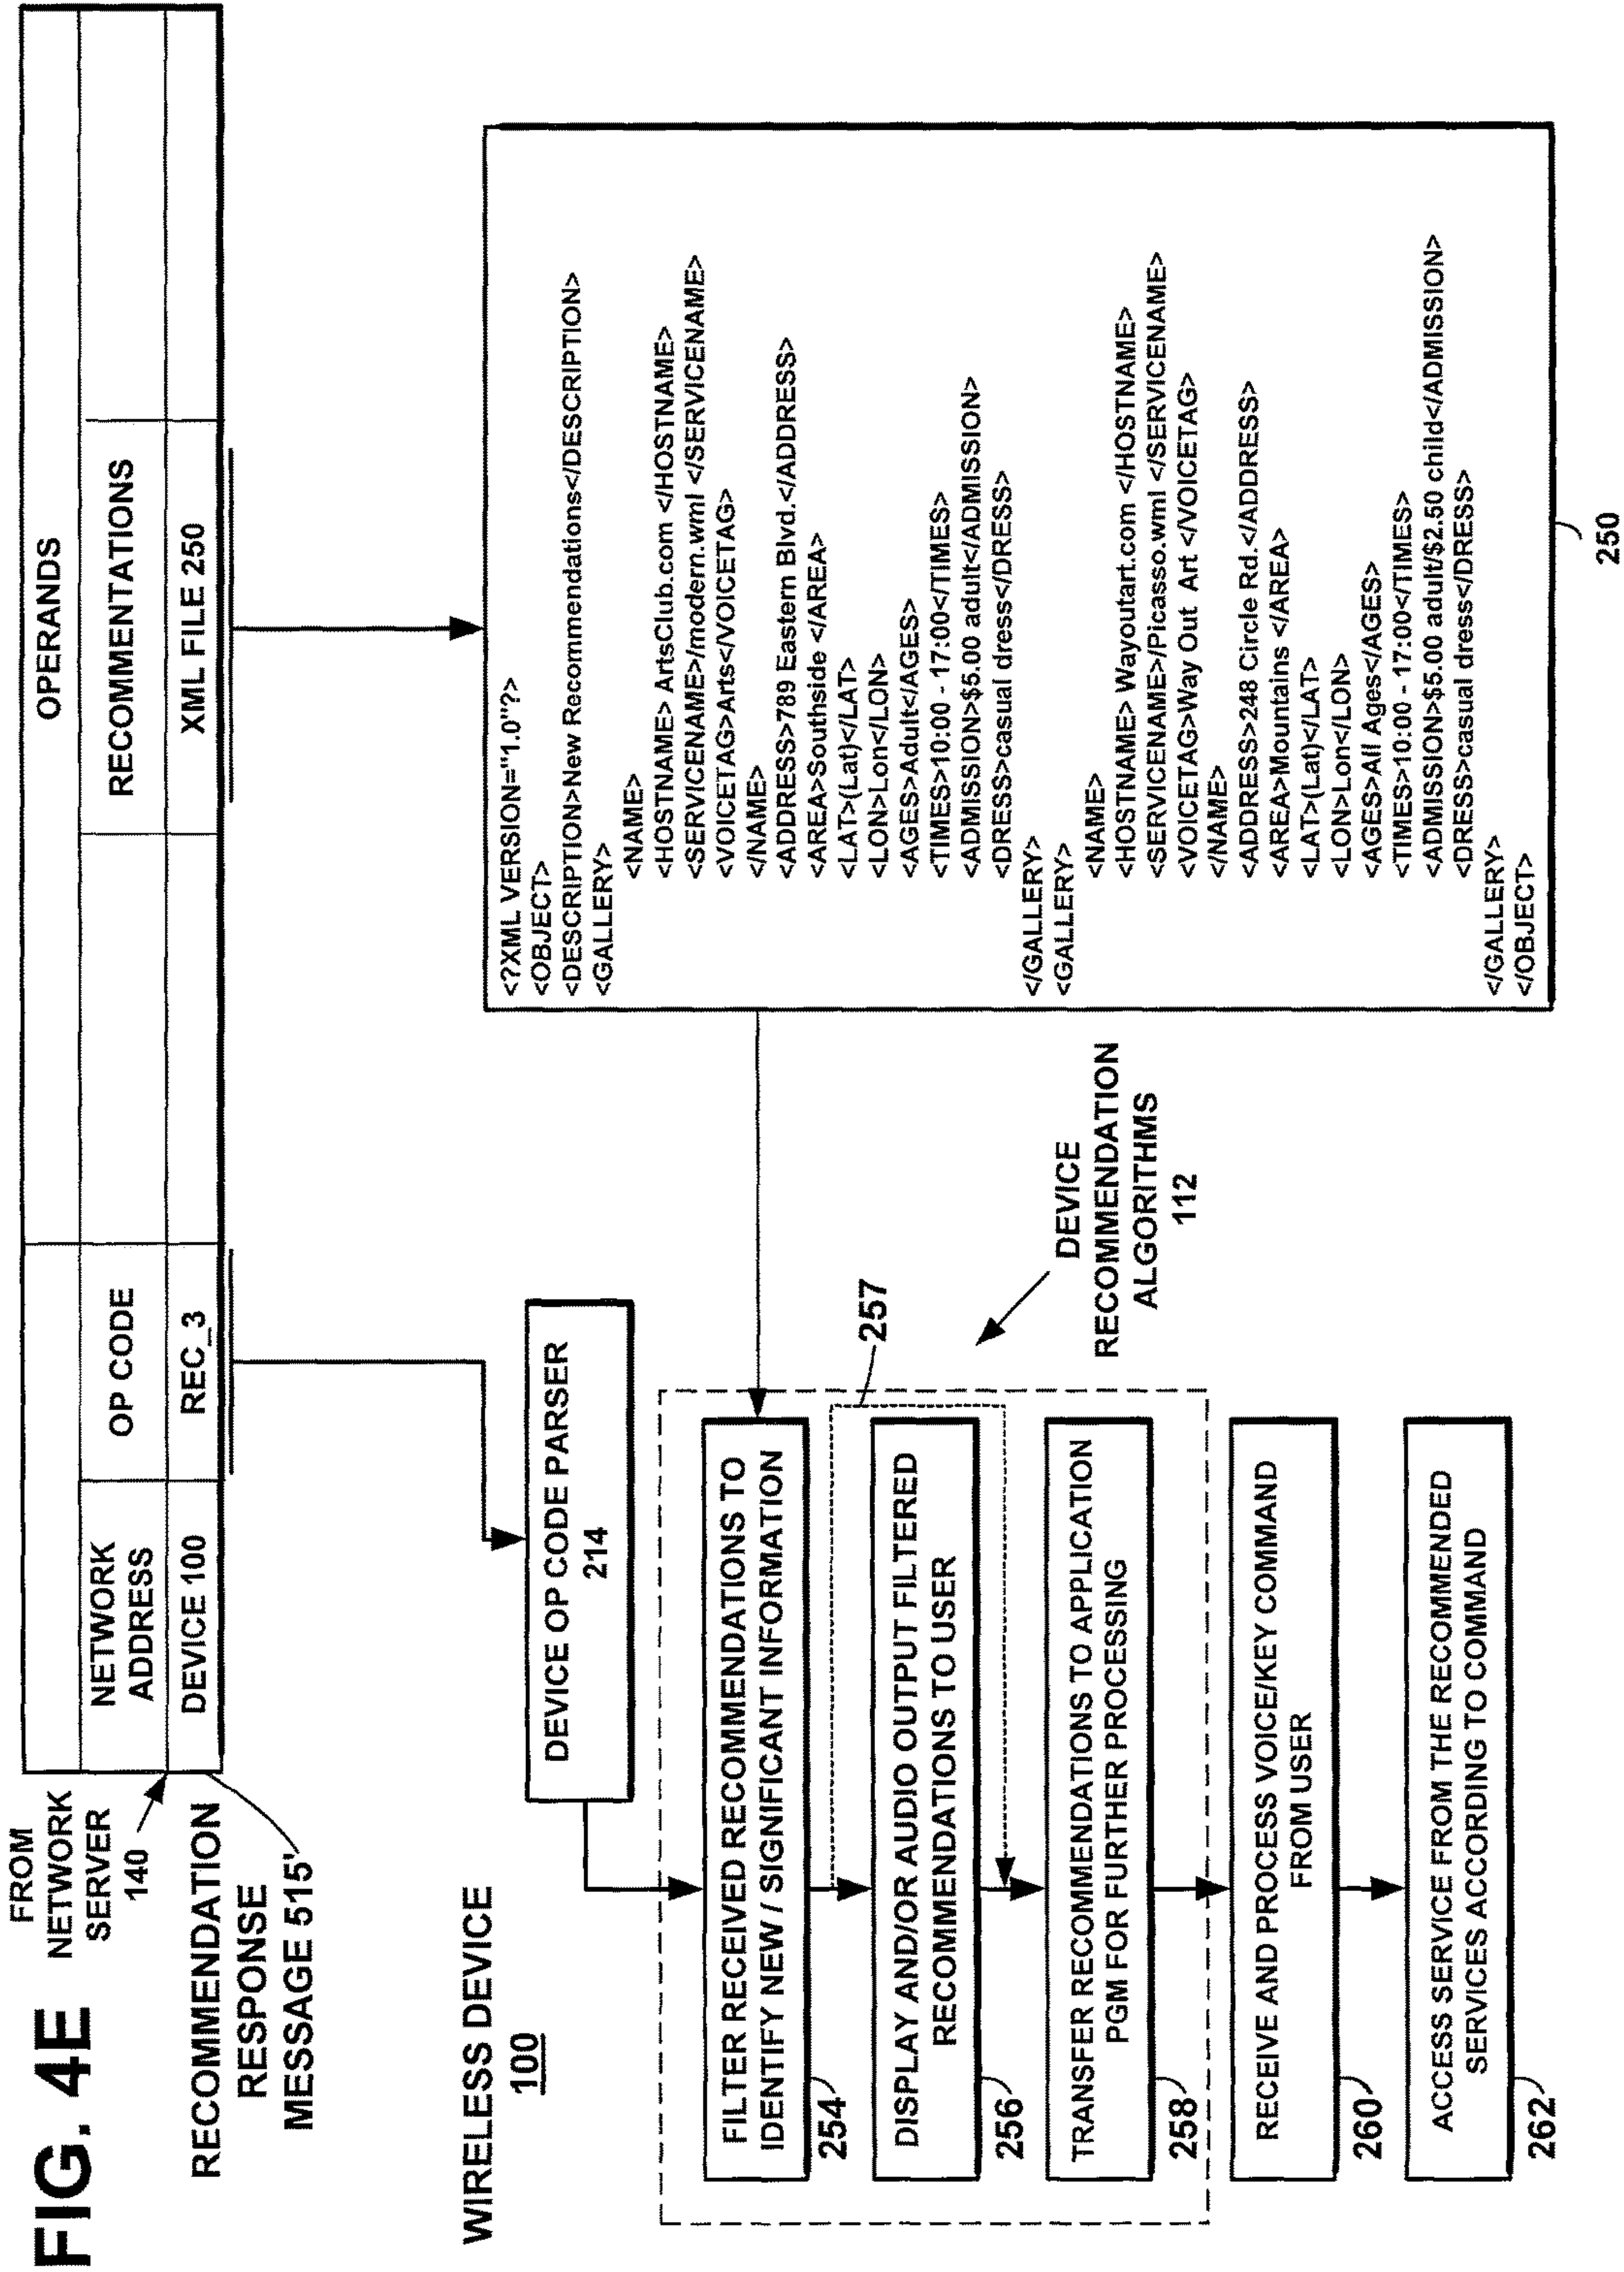 FIG. 4E
FROM
NETWORK
SERVER
140
RECOMMENDATION
RESPONSE
MESSAGE 515'
OPERANDS
NETWORK
ADDRESS
OP CODE
RECOMMENTATIONS
DEVICE 100
REC_3
XML FILE 250
WIRELESS DEVICE
100
DEVICE OP CODE PARSER
214
FILTER RECEIVED RECOMMENDATIONS TO
IDENTIFY NEW / SIGNIFICANT INFORMATION
254
257
DISPLAY AND/OR AUDIO OUTPUT FILTERED
RECOMMENDATIONS TO USER
256
TRANSFER RECOMMENDATIONS TO APPLICATION
PGM FOR FURTHER PROCESSING
258
RECEIVE AND PROCESS VOICE/KEY COMMAND
FROM USER
260
ACCESS SERVICE FROM THE RECOMMENDED
SERVICES ACCORDING TO COMMAND
262
DEVICE
RECOMMENDATION
ALGORITHMS
112
<?XML VERSION="1.0"?>
<OBJECT>
<DESCRIPTION>New Recommendations</DESCRIPTION>
<GALLERY>
<NAME>
<HOSTNAME> ArtsClub.com </HOSTNAME>
<SERVICENAME>/modern.wml </SERVICENAME>
<VOICETAG>Arts</VOICETAG>
</NAME>
<ADDRESS>789 Eastern Blvd.</ADDRESS>
<AREA>Southside </AREA>
<LAT>(Lat)</LAT>
<LON>Lon</LON>
<AGES>Adult</AGES>
<TIMES>10:00 - 17:00</TIMES>
<ADMISSION>$5.00 adult</ADMISSION>
<DRESS>casual dress</DRESS>
</GALLERY>
<GALLERY>
<NAME>
<HOSTNAME> Wayoutart.com </HOSTNAME>
<SERVICENAME>/Picasso.wml </SERVICENAME>
<VOICETAG>Way Out Art </VOICETAG>
</NAME>
<ADDRESS>248 Circle Rd.</ADDRESS>
<AREA>Mountains </AREA>
<LAT>(Lat)</LAT>
<LON>Lon</LON>
<AGES>All Ages</AGES>
<TIMES>10:00 - 17:00</TIMES>
<ADMISSION>$5.00 adult/$2.50 child</ADMISSION>
<DRESS>casual dress</DRESS>
</GALLERY>
</OBJECT>
250